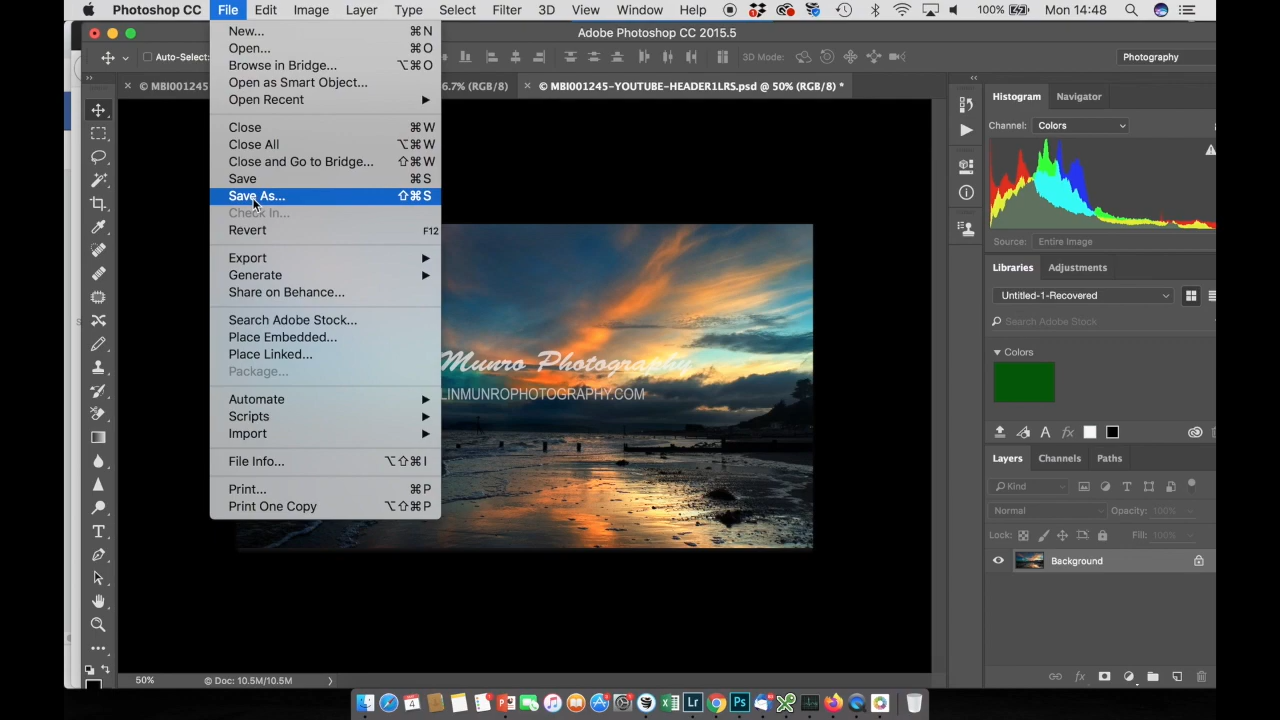 Photoshop CC File Edit Image Layer Type Select Filter 3D View Window Help 100% Mon 14:48
Adobe Photoshop CC 2015.5
Auto-Select: 3D Mode: Photography
© MBI001245 6.7% (RGB/8) © MBI001245-YOUTUBE-HEADER1LRS.psd @ 50% (RGB/8) *
New... ⌘N
Open... ⌘O
Browse in Bridge... ⌥⌘O
Open as Smart Object...
Open Recent
Close ⌘W
Close All ⌥⌘W
Close and Go to Bridge... ⇧⌘W
Save ⌘S
Save As... ⇧⌘S
Check In...
Revert F12
Export
Generate
Share on Behance...
Search Adobe Stock...
Place Embedded...
Place Linked...
Package...
Automate
Scripts
Import
File Info... ⌥⇧⌘I
Print... ⌘P
Print One Copy ⌥⇧⌘P
Munro Photography
LINMUNROPHOTOGRAPHY.COM
Histogram Navigator
Channel: Colors
Source: Entire Image
Libraries Adjustments
Untitled-1-Recovered
Search Adobe Stock
Colors
Layers Channels Paths
Kind
Normal Opacity: 100%
Lock: Fill: 100%
Background
50% © Doc: 10.5M/10.5M
4 Lr Ps